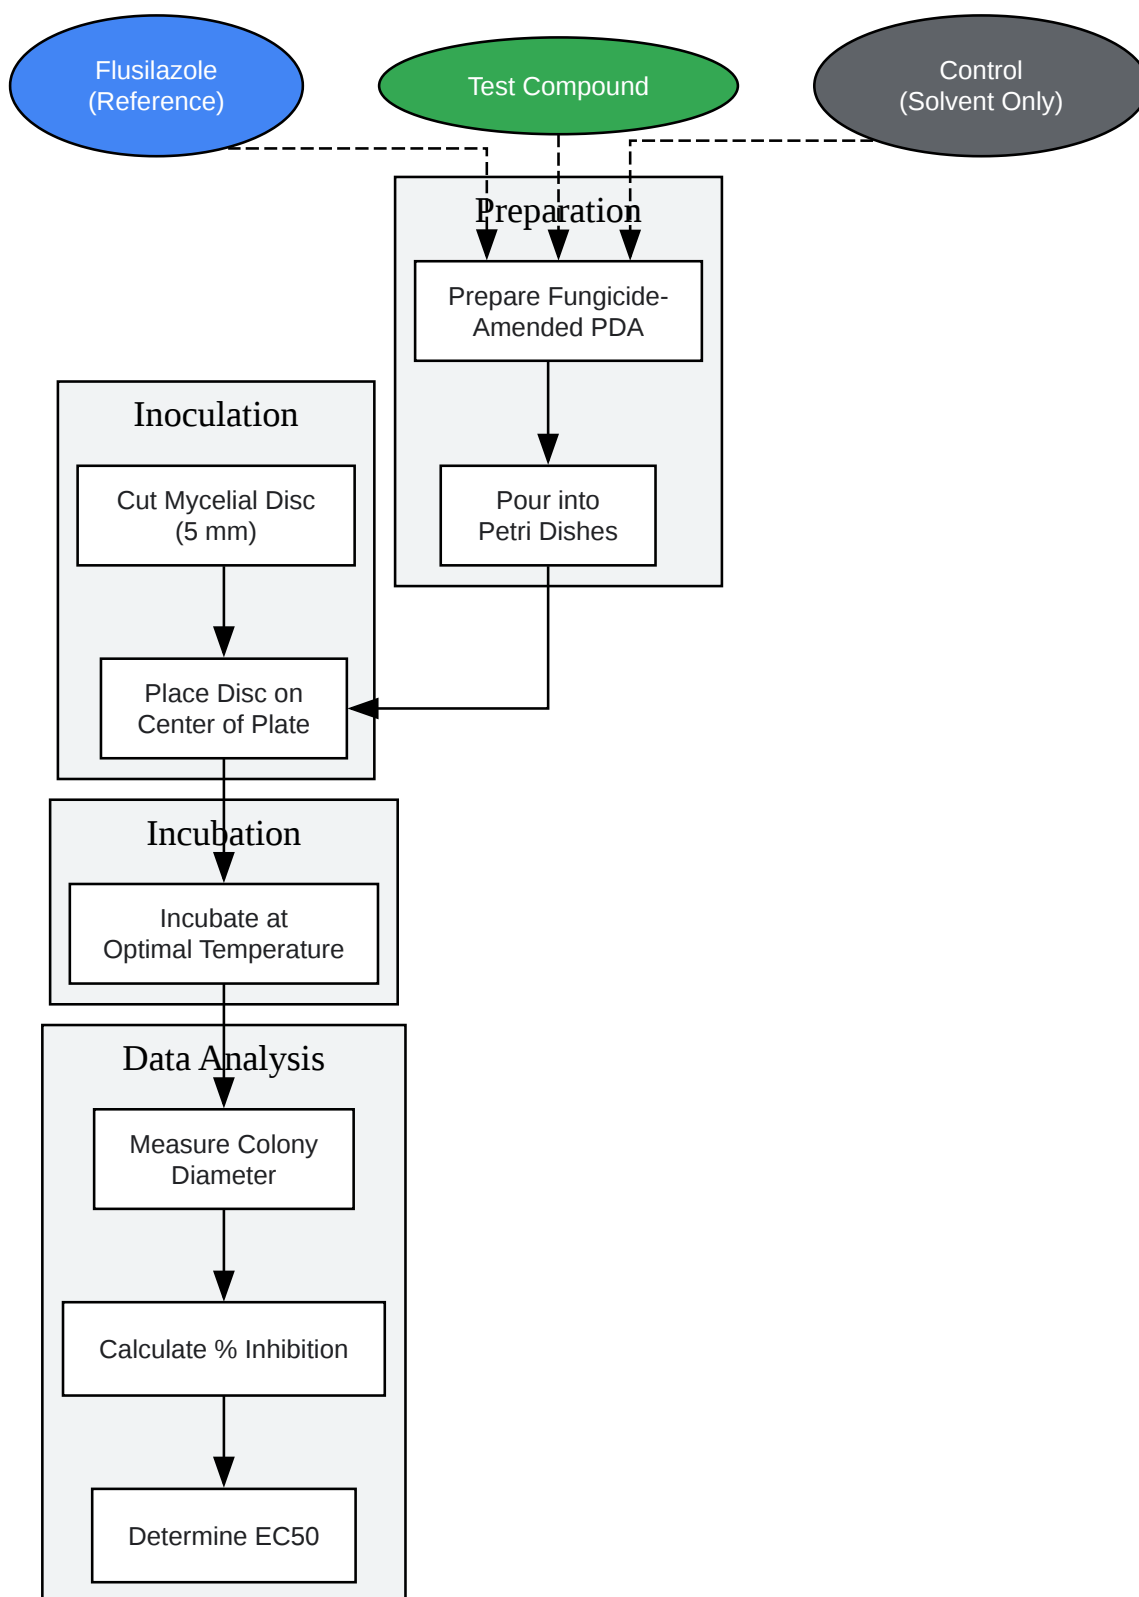 Flusilazole
(Reference)
Test Compound
Control
(Solvent Only)
Preparation
Prepare Fungicide-
Amended PDA
Pour into
Petri Dishes
Inoculation
Cut Mycelial Disc
(5 mm)
Place Disc on
Center of Plate
Incubation
Incubate at
Optimal Temperature
Data Analysis
Measure Colony
Diameter
Calculate % Inhibition
Determine EC50